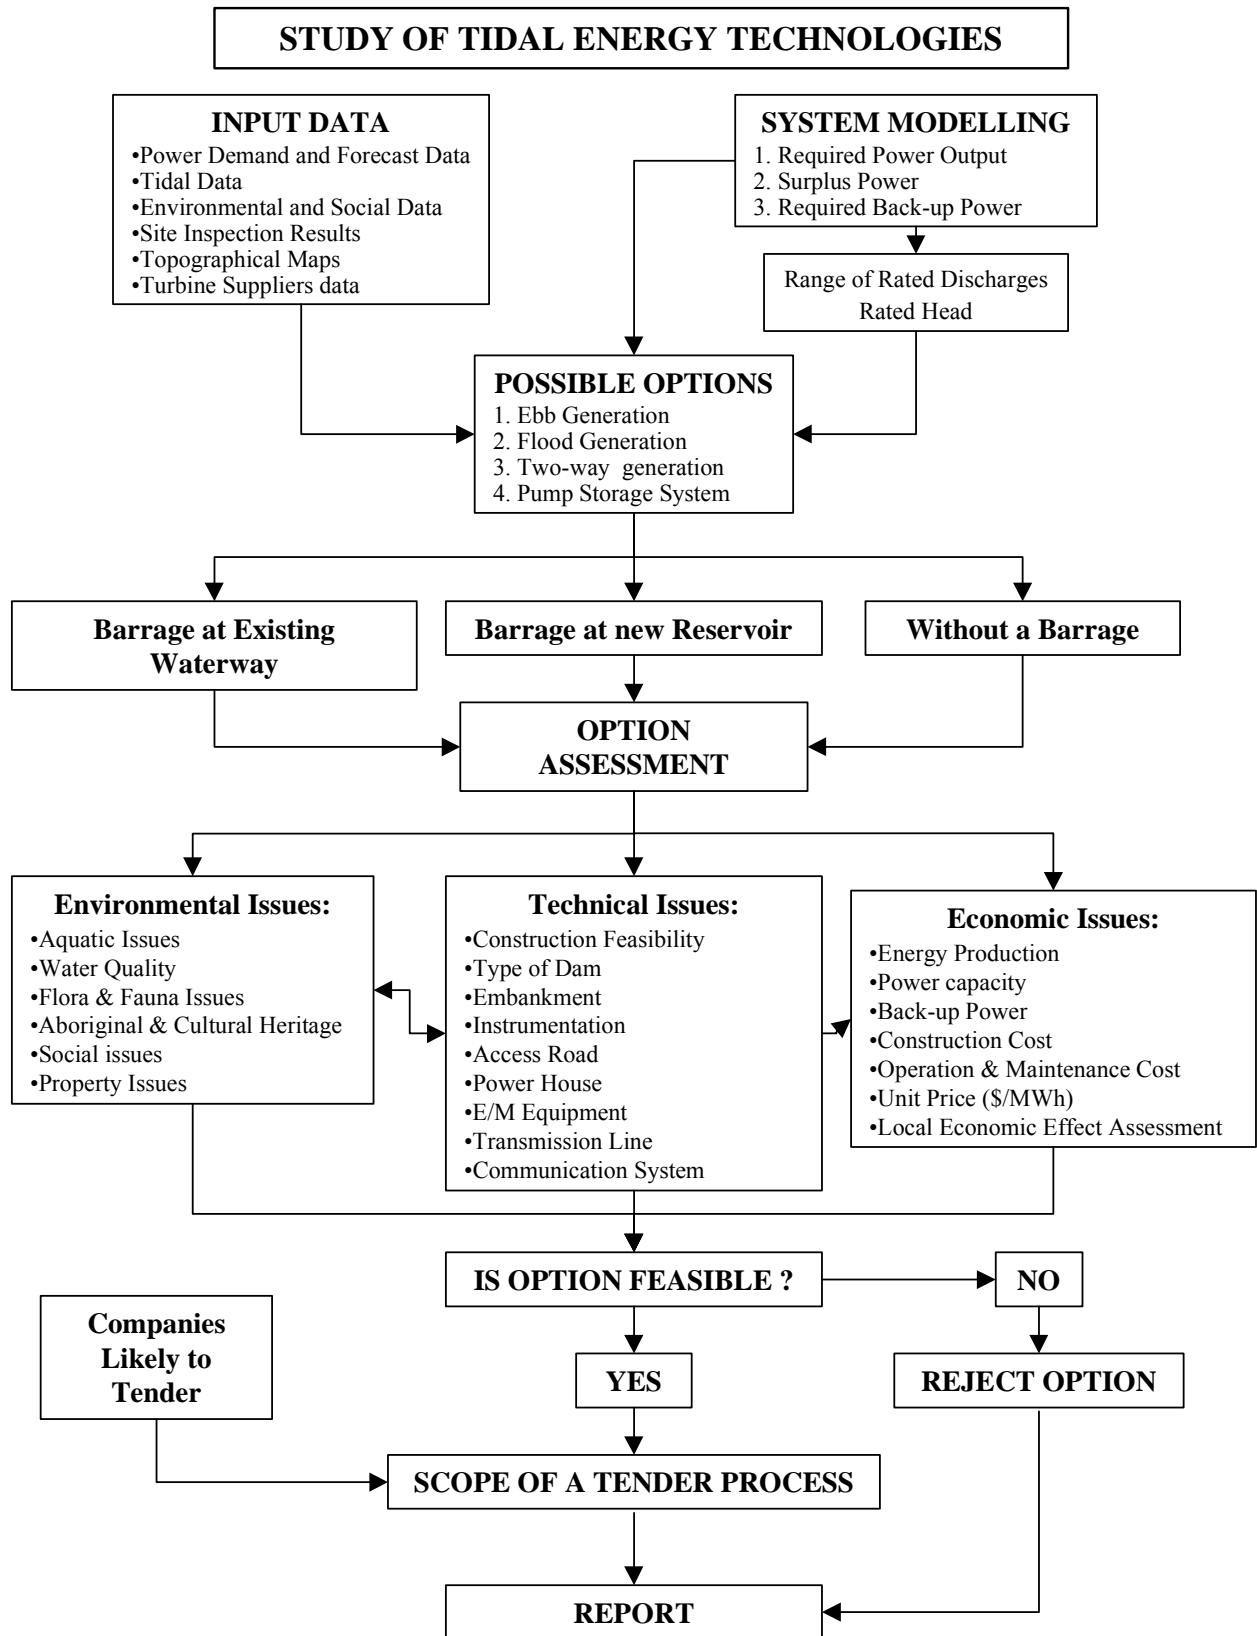 STUDY OF TIDAL ENERGY TECHNOLOGIES
INPUT DATA
•Power Demand and Forecast Data
•Tidal Data
•Environmental and Social Data
•Site Inspection Results
•Topographical Maps
•Turbine Suppliers data
SYSTEM MODELLING
1. Required Power Output
2. Surplus Power
3. Required Back-up Power
Range of Rated Discharges
Rated Head
POSSIBLE OPTIONS
1. Ebb Generation
2. Flood Generation
3. Two-way generation
4. Pump Storage System
Barrage at Existing
Waterway
Barrage at new Reservoir
Without a Barrage
OPTION
ASSESSMENT
Environmental Issues:
•Aquatic Issues
•Water Quality
•Flora & Fauna Issues
•Aboriginal & Cultural Heritage
•Social issues
•Property Issues
Technical Issues:
•Construction Feasibility
•Type of Dam
•Embankment
•Instrumentation
•Access Road
•Power House
•E/M Equipment
•Transmission Line
•Communication System
Economic Issues:
•Energy Production
•Power capacity
•Back-up Power
•Construction Cost
•Operation & Maintenance Cost
•Unit Price ($/MWh)
•Local Economic Effect Assessment
IS OPTION FEASIBLE ?
NO
Companies
Likely to
Tender
YES
REJECT OPTION
SCOPE OF A TENDER PROCESS
REPORT